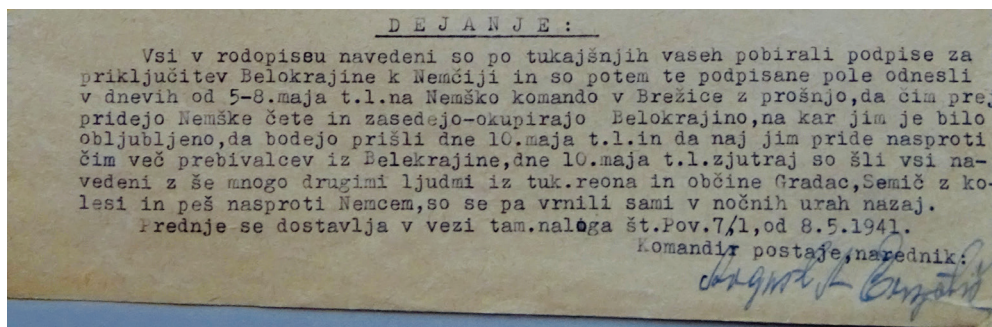 D E J A N J E :
Vsi v rodopisu navedeni so po tukajšnjih vaseh pobirali podpise za
priključitev Belokrajine k Nemčiji in so potem te podpisane pole odnesli
v dnevih od 5-8.maja t.l.na Nemško komando v Brežice z prošnjo,da čim prej
pridejo Nemške čete in zasedejo-okupirajo Belokrajino,na kar jim je bilo
obljubljeno,da bodejo prišli dne 10.maja t.l.in da naj jim pride nasproti
čim več prebivalcev iz Belekrajine,dne 10.maja t.l.zjutraj so šli vsi na-
vedeni z še mnogo drugimi ljudmi iz tuk.reona in občine Gradac,Semič z ko-
lesi in peš nasproti Nemcem,so se pa vrnili sami v nočnih urah nazaj.
Prednje se dostavlja v vezi tam.naloga št.Pov.7/1,od 8.5.1941.
Komandir postaje,narednik:
August